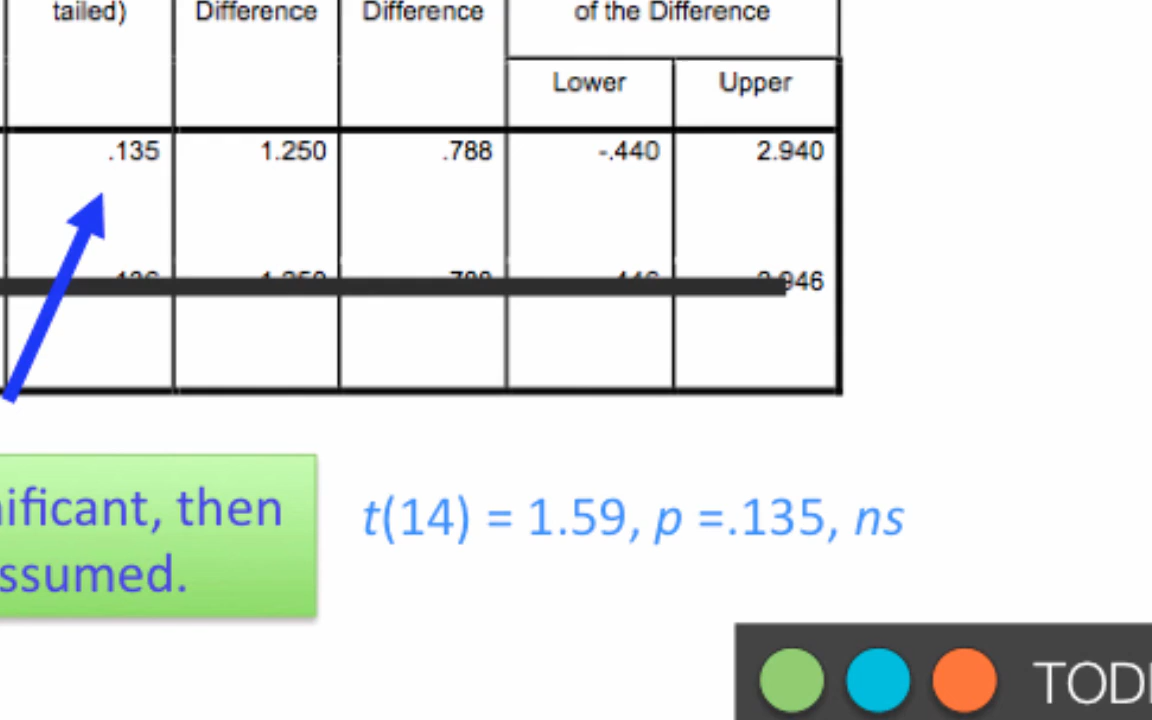 tailed) Difference Difference of the Difference
Lower Upper
.135 1.250 .788 -.440 2.940
ificant, then
ssumed.
t(14) = 1.59, p =.135, ns
TOD